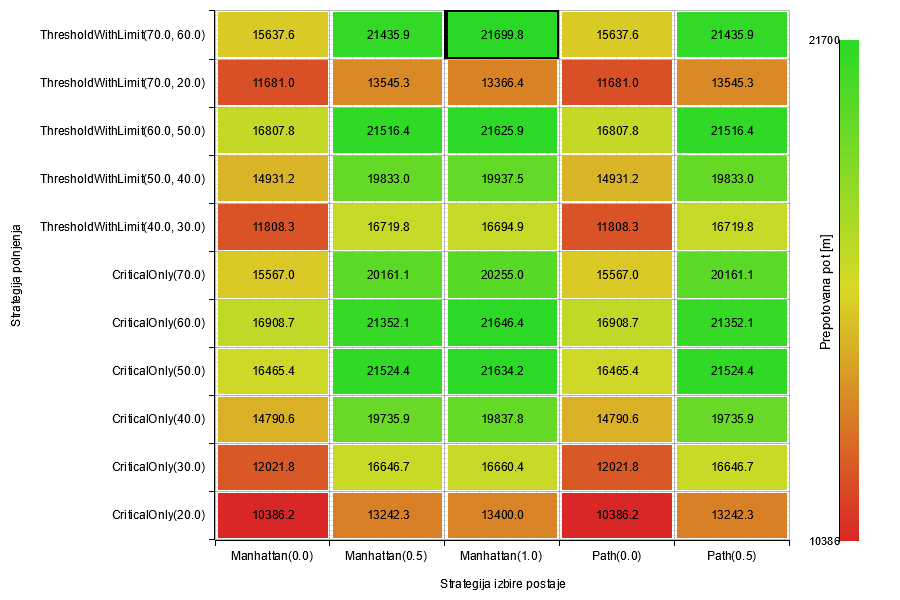 ThresholdWithLimit(70.0, 60.0) 15637.6 21435.9 21699.8 15637.6 21435.9
ThresholdWithLimit(70.0, 20.0) 11681.0 13545.3 13366.4 11681.0 13545.3
ThresholdWithLimit(60.0, 50.0) 16807.8 21516.4 21625.9 16807.8 21516.4
ThresholdWithLimit(50.0, 40.0) 14931.2 19833.0 19937.5 14931.2 19833.0
ThresholdWithLimit(40.0, 30.0) 11808.3 16719.8 16694.9 11808.3 16719.8
CriticalOnly(70.0) 15567.0 20161.1 20255.0 15567.0 20161.1
CriticalOnly(60.0) 16908.7 21352.1 21646.4 16908.7 21352.1
CriticalOnly(50.0) 16465.4 21524.4 21634.2 16465.4 21524.4
CriticalOnly(40.0) 14790.6 19735.9 19837.8 14790.6 19735.9
CriticalOnly(30.0) 12021.8 16646.7 16660.4 12021.8 16646.7
CriticalOnly(20.0) 10386.2 13242.3 13400.0 10386.2 13242.3
Manhattan(0.0) Manhattan(0.5) Manhattan(1.0) Path(0.0) Path(0.5)
Strategija izbire postaje
Strategija polnjenja
21700
Prepotovana pot [m]
10386